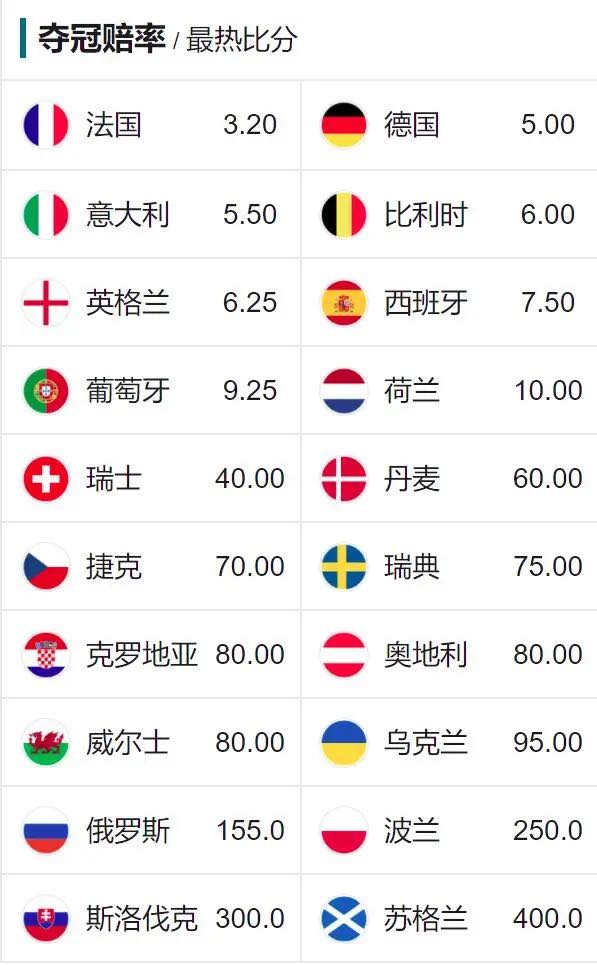 夺冠赔率 / 最热比分
法国 3.20 德国 5.00
意大利 5.50 比利时 6.00
英格兰 6.25 西班牙 7.50
葡萄牙 9.25 荷兰 10.00
瑞士 40.00 丹麦 60.00
捷克 70.00 瑞典 75.00
克罗地亚 80.00 奥地利 80.00
威尔士 80.00 乌克兰 95.00
俄罗斯 155.0 波兰 250.0
斯洛伐克 300.0 苏格兰 400.0